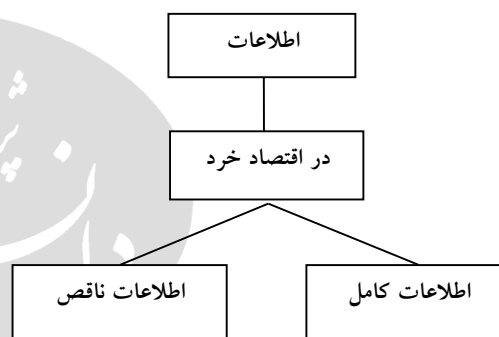 اطلاعات
در اقتصاد خرد
اطلاعات کامل
اطلاعات ناقص